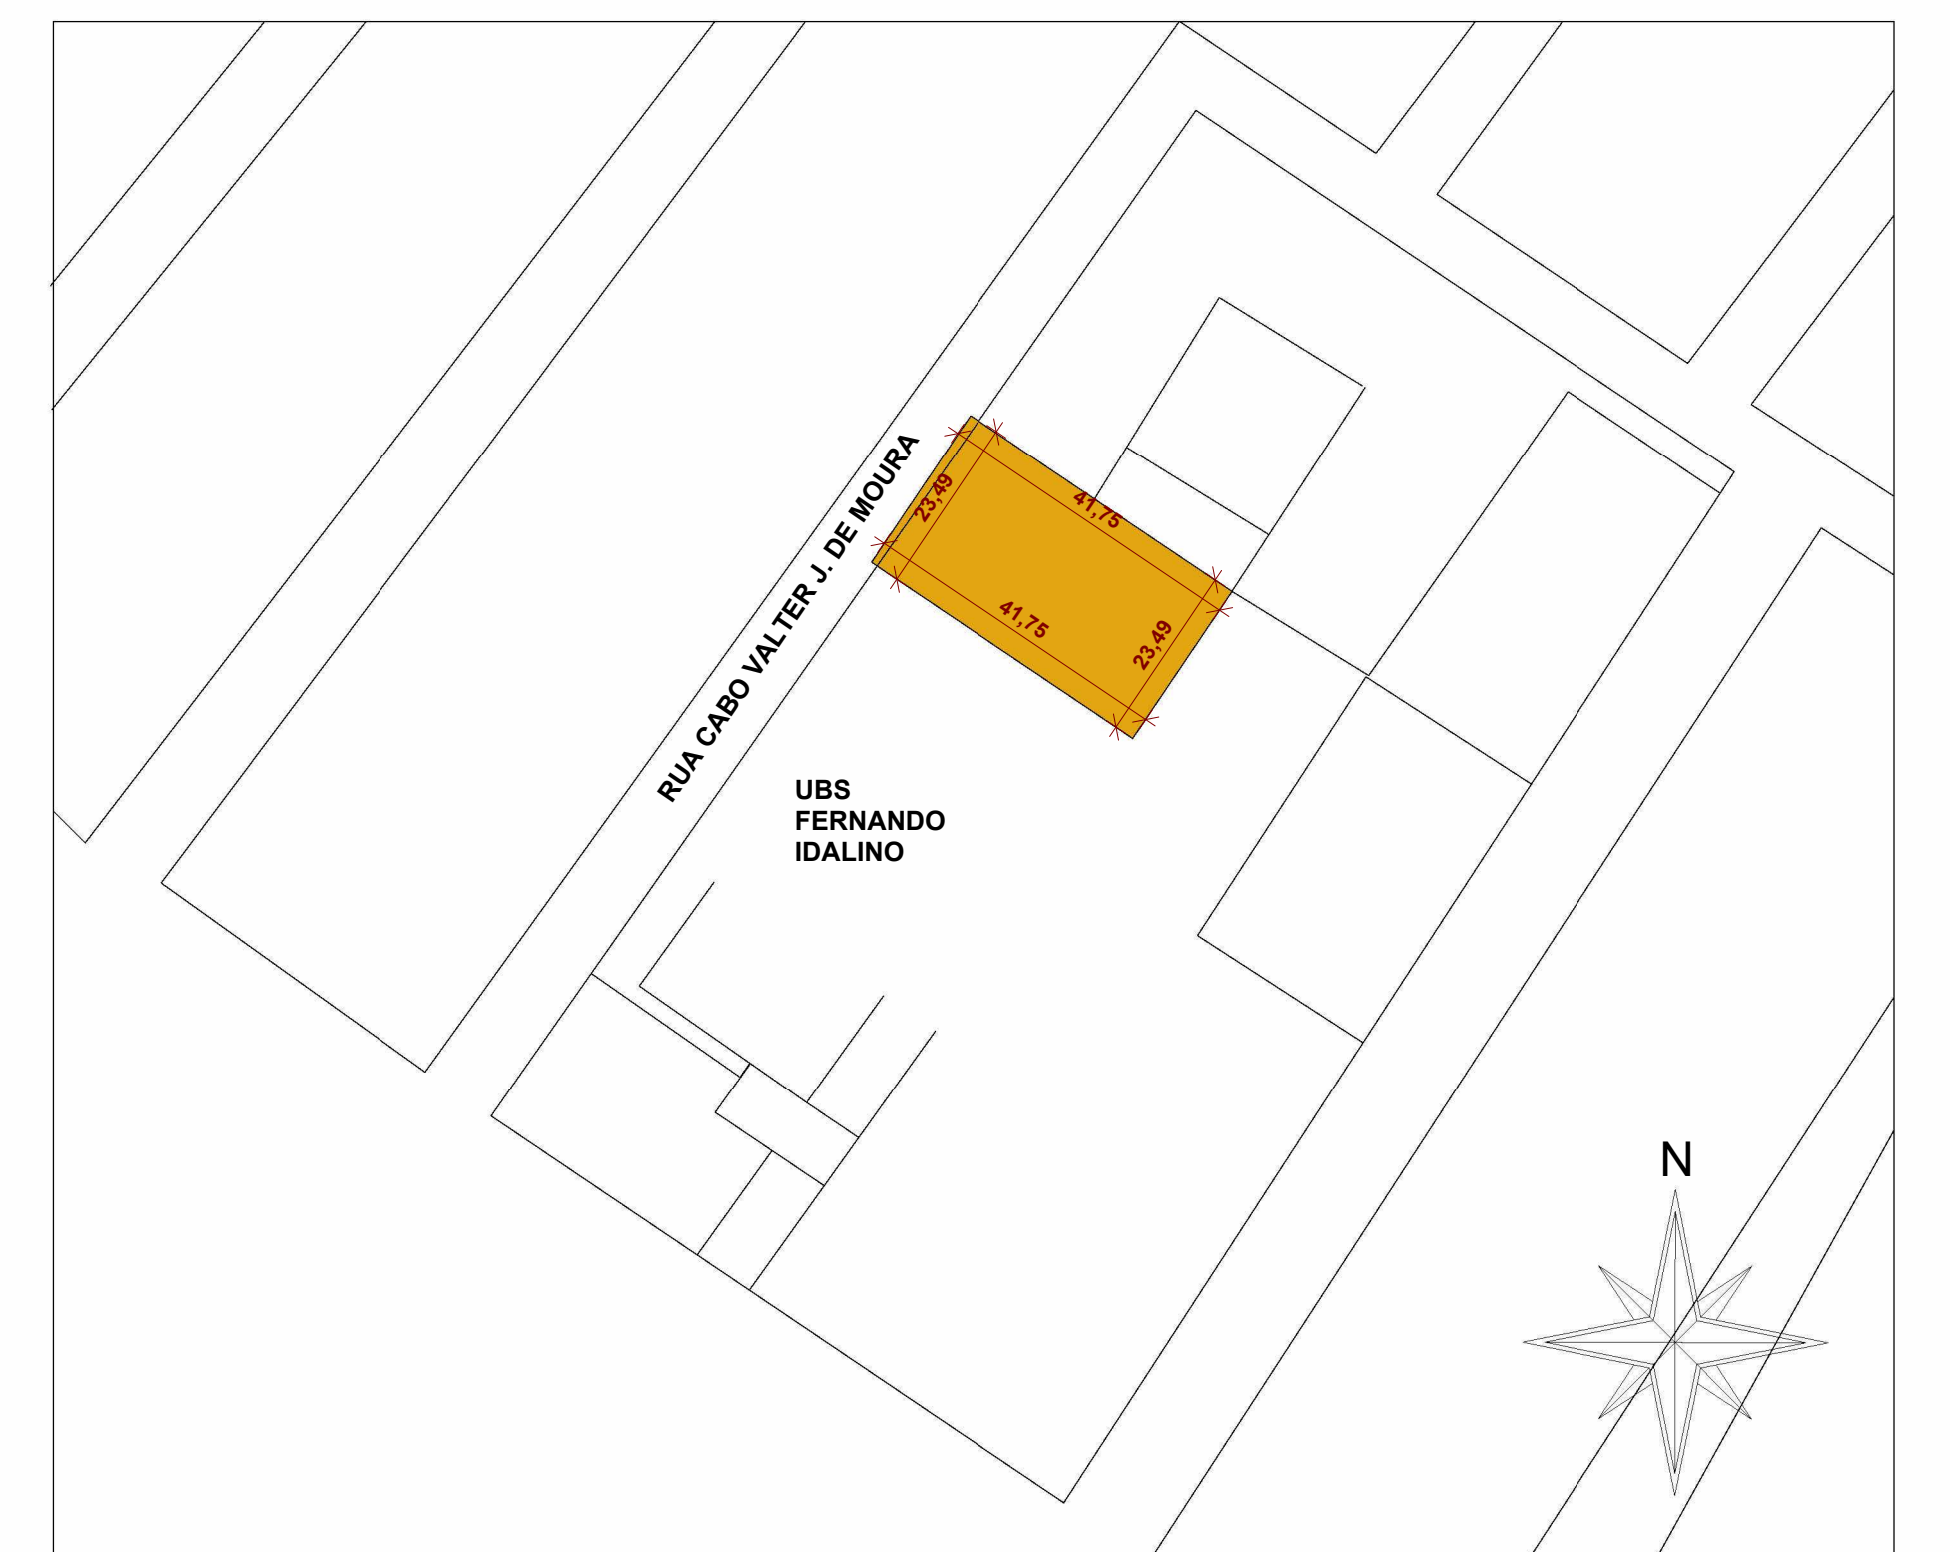 RUA CABO VALTER J. DE MOURA
23,49
41,75
41,75
23,49
UBS
FERNANDO
IDALINO
N